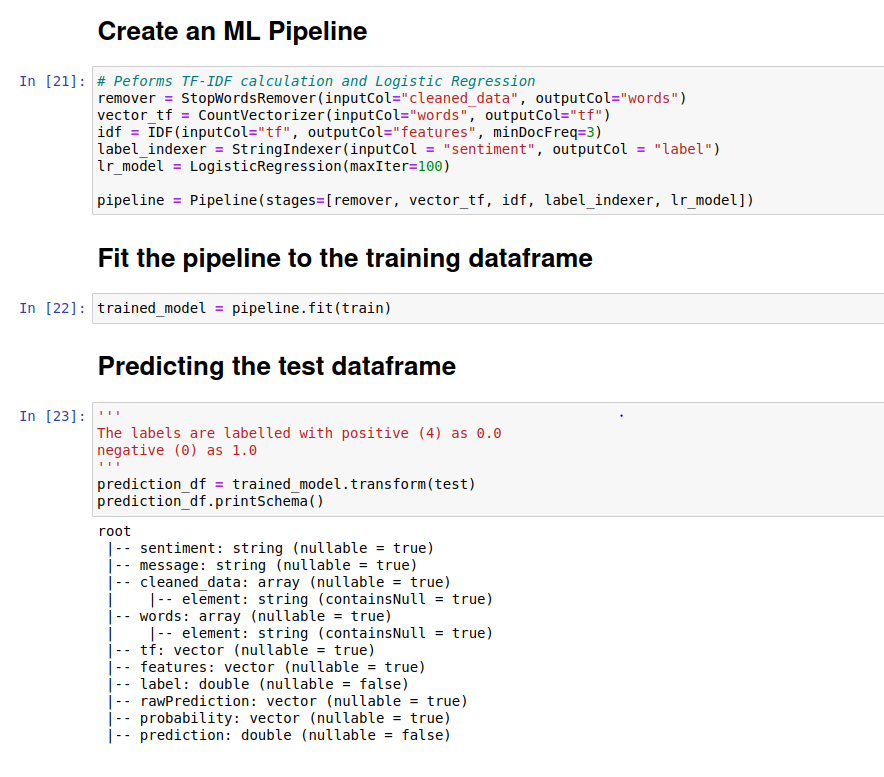 Create an ML Pipeline
In [21]: # Peforms TF-IDF calculation and Logistic Regression
remover = StopWordsRemover(inputCol="cleaned_data", outputCol="words")
vector_tf = CountVectorizer(inputCol="words", outputCol="tf")
idf = IDF(inputCol="tf", outputCol="features", minDocFreq=3)
label_indexer = StringIndexer(inputCol = "sentiment", outputCol = "label")
lr_model = LogisticRegression(maxIter=100)
pipeline = Pipeline(stages=[remover, vector_tf, idf, label_indexer, lr_model])
Fit the pipeline to the training dataframe
In [22]: trained_model = pipeline.fit(train)
Predicting the test dataframe
In [23]: '''
The labels are labelled with positive (4) as 0.0
negative (0) as 1.0
'''
prediction_df = trained_model.transform(test)
prediction_df.printSchema()
root
|-- sentiment: string (nullable = true)
|-- message: string (nullable = true)
|-- cleaned_data: array (nullable = true)
|    |-- element: string (containsNull = true)
|-- words: array (nullable = true)
|    |-- element: string (containsNull = true)
|-- tf: vector (nullable = true)
|-- features: vector (nullable = true)
|-- label: double (nullable = false)
|-- rawPrediction: vector (nullable = true)
|-- probability: vector (nullable = true)
|-- prediction: double (nullable = false)